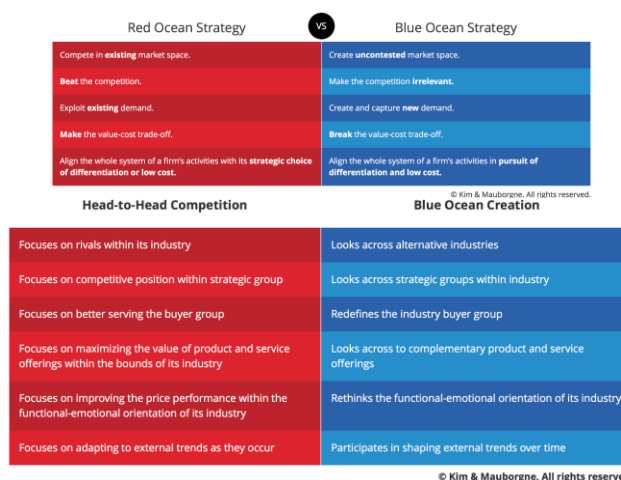 Red Ocean Strategy
VS
Blue Ocean Strategy
Compete in existing market space.
Create uncontested market space.
Beat the competition.
Make the competition irrelevant.
Exploit existing demand.
Create and capture new demand.
Make the value-cost trade-off.
Break the value-cost trade-off.
Align the whole system of a firm's activities with its strategic choice
of differentiation or low cost.
Align the whole system of a firm's activities in pursuit of
differentiation and low cost.
© Kim & Mauborgne. All rights reserved.
Head-to-Head Competition
Blue Ocean Creation
Focuses on rivals within its industry
Looks across alternative industries
Focuses on competitive position within strategic group
Looks across strategic groups within industry
Focuses on better serving the buyer group
Redefines the industry buyer group
Focuses on maximizing the value of product and service
offerings within the bounds of its industry
Looks across to complementary product and service
offerings
Focuses on improving the price performance within the
functional-emotional orientation of its industry
Rethinks the functional-emotional orientation of its industry
Focuses on adapting to external trends as they occur
Participates in shaping external trends over time
© Kim & Mauborgne. All rights reserve